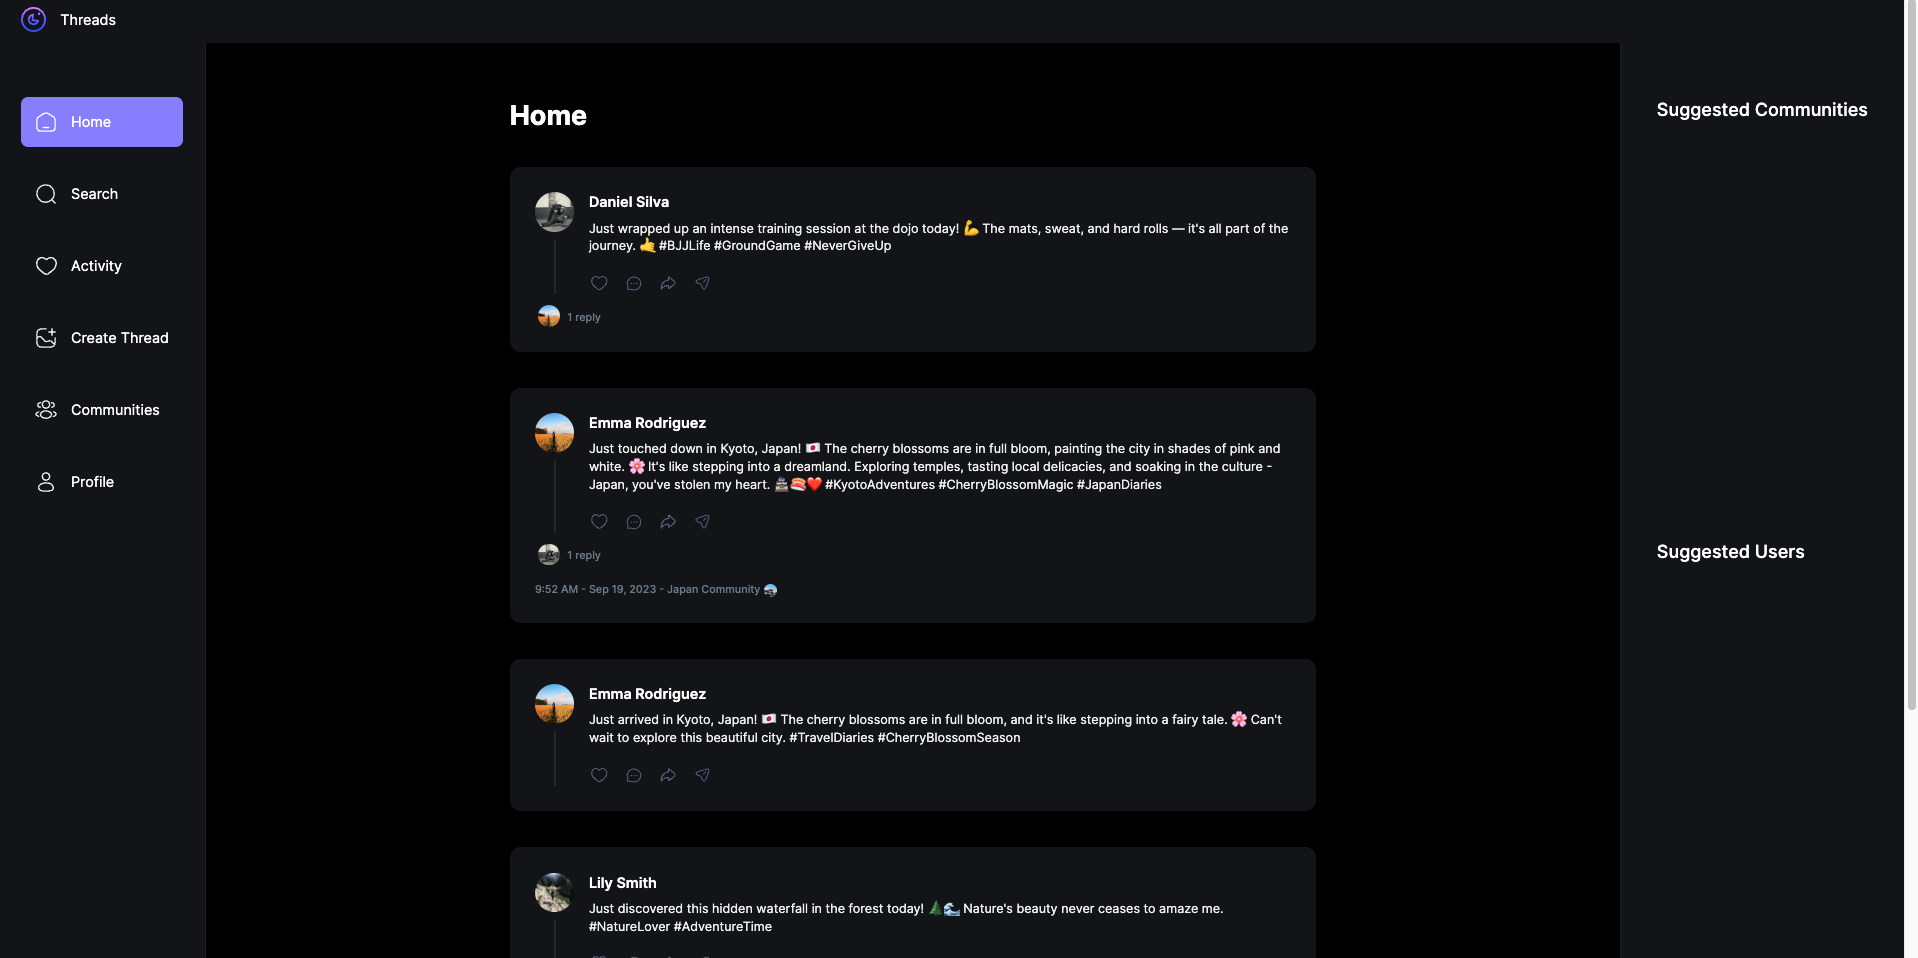 Threads
Home
Search
Activity
Create Thread
Communities
Profile
Home
Daniel Silva
Just wrapped up an intense training session at the dojo today! 💪 The mats, sweat, and hard rolls — it's all part of the
journey. 🤙 #BJJLife #GroundGame #NeverGiveUp
1 reply
Emma Rodriguez
Just touched down in Kyoto, Japan! 🇯🇵 The cherry blossoms are in full bloom, painting the city in shades of pink and
white. 🌸 It's like stepping into a dreamland. Exploring temples, tasting local delicacies, and soaking in the culture -
Japan, you've stolen my heart. 🏯🍣❤️ #KyotoAdventures #CherryBlossomMagic #JapanDiaries
1 reply
9:52 AM - Sep 19, 2023 - Japan Community
Emma Rodriguez
Just arrived in Kyoto, Japan! 🇯🇵 The cherry blossoms are in full bloom, and it's like stepping into a fairy tale. 🌸 Can't
wait to explore this beautiful city. #TravelDiaries #CherryBlossomSeason
Lily Smith
Just discovered this hidden waterfall in the forest today! 🌲🌊 Nature's beauty never ceases to amaze me.
#NatureLover #AdventureTime
Suggested Communities
Suggested Users